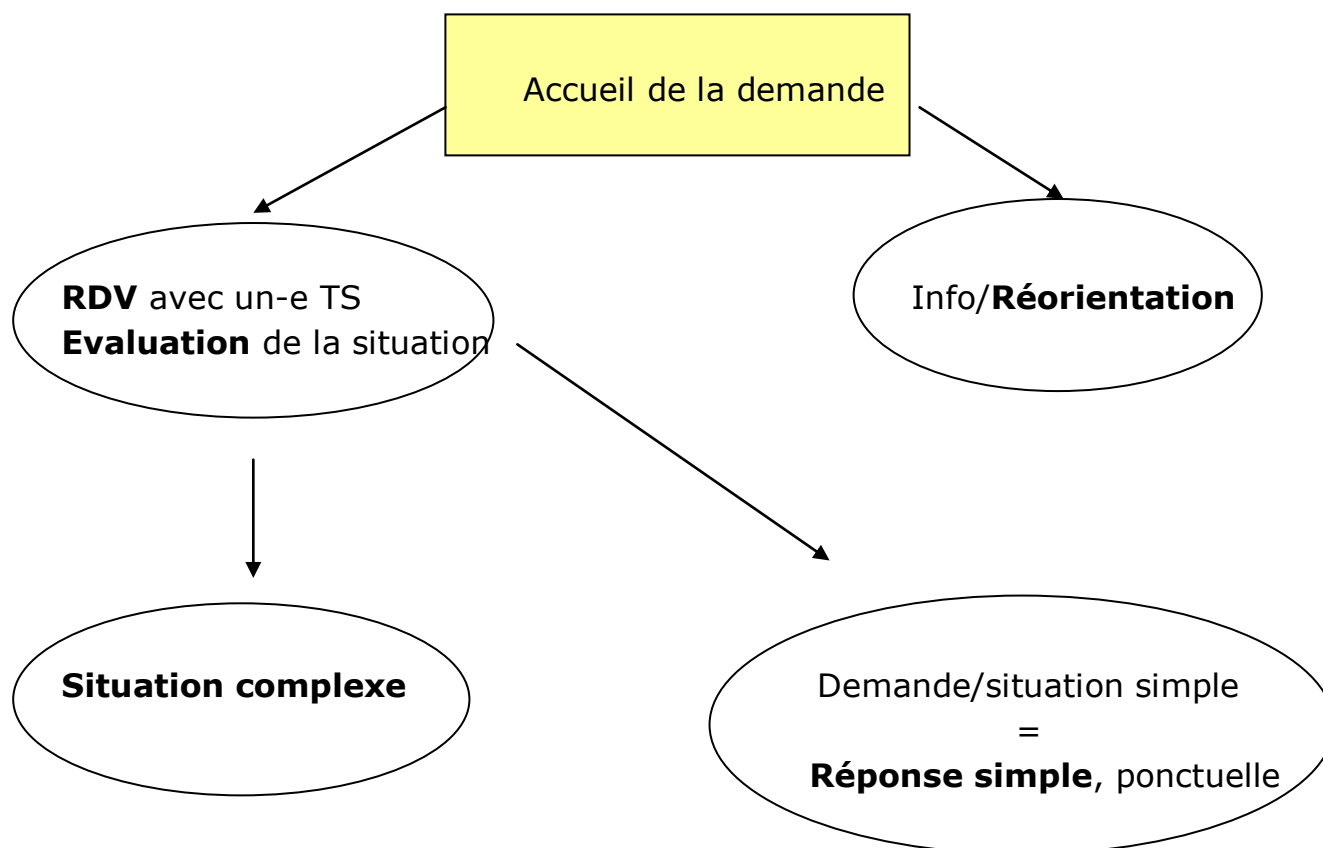 Accueil de la demande
RDV avec un-e TS
Evaluation de la situation
Info/Réorientation
Situation complexe
Demande/situation simple
=
Réponse simple, ponctuelle